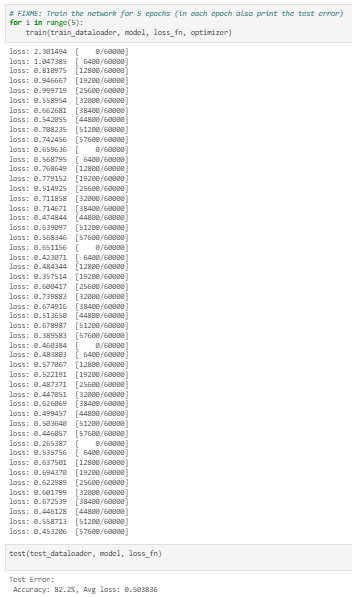 # FIXME: Train the network for 5 epochs (in each epoch also print the test error)
for i in range(5):
    train(train_dataloader, model, loss_fn, optimizer)
loss: 2.301494  [    0/60000]
loss: 1.047385  [ 6400/60000]
loss: 0.810975  [12800/60000]
loss: 0.946667  [19200/60000]
loss: 0.999719  [25600/60000]
loss: 0.558954  [32000/60000]
loss: 0.662681  [38400/60000]
loss: 0.542055  [44800/60000]
loss: 0.708235  [51200/60000]
loss: 0.742456  [57600/60000]
loss: 0.659636  [    0/60000]
loss: 0.568795  [ 6400/60000]
loss: 0.768649  [12800/60000]
loss: 0.779152  [19200/60000]
loss: 0.514925  [25600/60000]
loss: 0.711858  [32000/60000]
loss: 0.714671  [38400/60000]
loss: 0.474844  [44800/60000]
loss: 0.639097  [51200/60000]
loss: 0.568346  [57600/60000]
loss: 0.651156  [    0/60000]
loss: 0.423071  [ 6400/60000]
loss: 0.484344  [12800/60000]
loss: 0.357514  [19200/60000]
loss: 0.600417  [25600/60000]
loss: 0.739883  [32000/60000]
loss: 0.674916  [38400/60000]
loss: 0.513650  [44800/60000]
loss: 0.678987  [51200/60000]
loss: 0.389583  [57600/60000]
loss: 0.460384  [    0/60000]
loss: 0.483803  [ 6400/60000]
loss: 0.577067  [12800/60000]
loss: 0.522191  [19200/60000]
loss: 0.487371  [25600/60000]
loss: 0.447051  [32000/60000]
loss: 0.626069  [38400/60000]
loss: 0.499457  [44800/60000]
loss: 0.503640  [51200/60000]
loss: 0.446057  [57600/60000]
loss: 0.265387  [    0/60000]
loss: 0.535756  [ 6400/60000]
loss: 0.637501  [12800/60000]
loss: 0.694370  [19200/60000]
loss: 0.622989  [25600/60000]
loss: 0.601799  [32000/60000]
loss: 0.672539  [38400/60000]
loss: 0.446128  [44800/60000]
loss: 0.558713  [51200/60000]
loss: 0.453206  [57600/60000]
test(test_dataloader, model, loss_fn)
Test Error:
 Accuracy: 82.2%, Avg loss: 0.503836